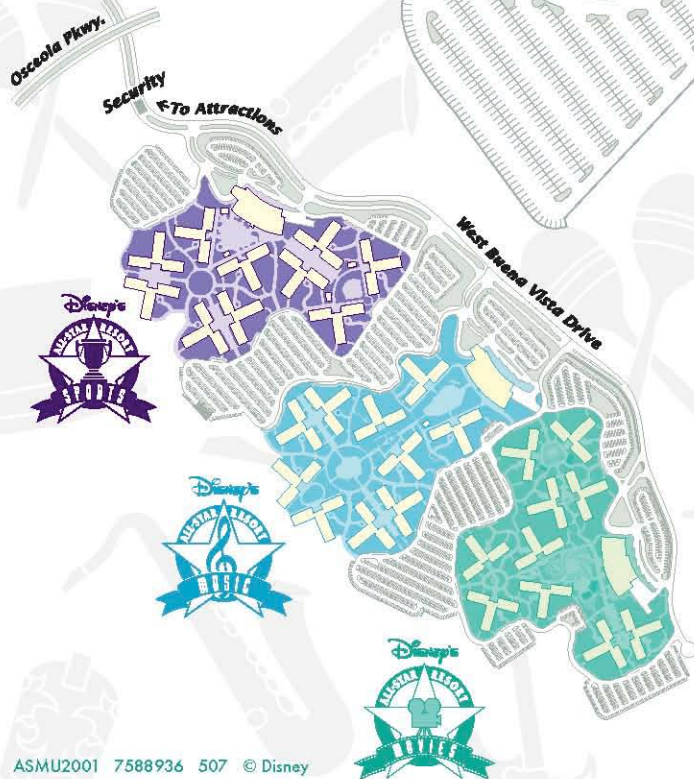 Osceola Pkwy.
Security
To Attractions
West Buena Vista Drive
Disney's
ALL-STAR RESORT
SPORTS
Disney's
ALL-STAR RESORT
MUSIC
Disney's
ALL-STAR RESORT
MOVIES
ASMU2001 7588936 507 © Disney